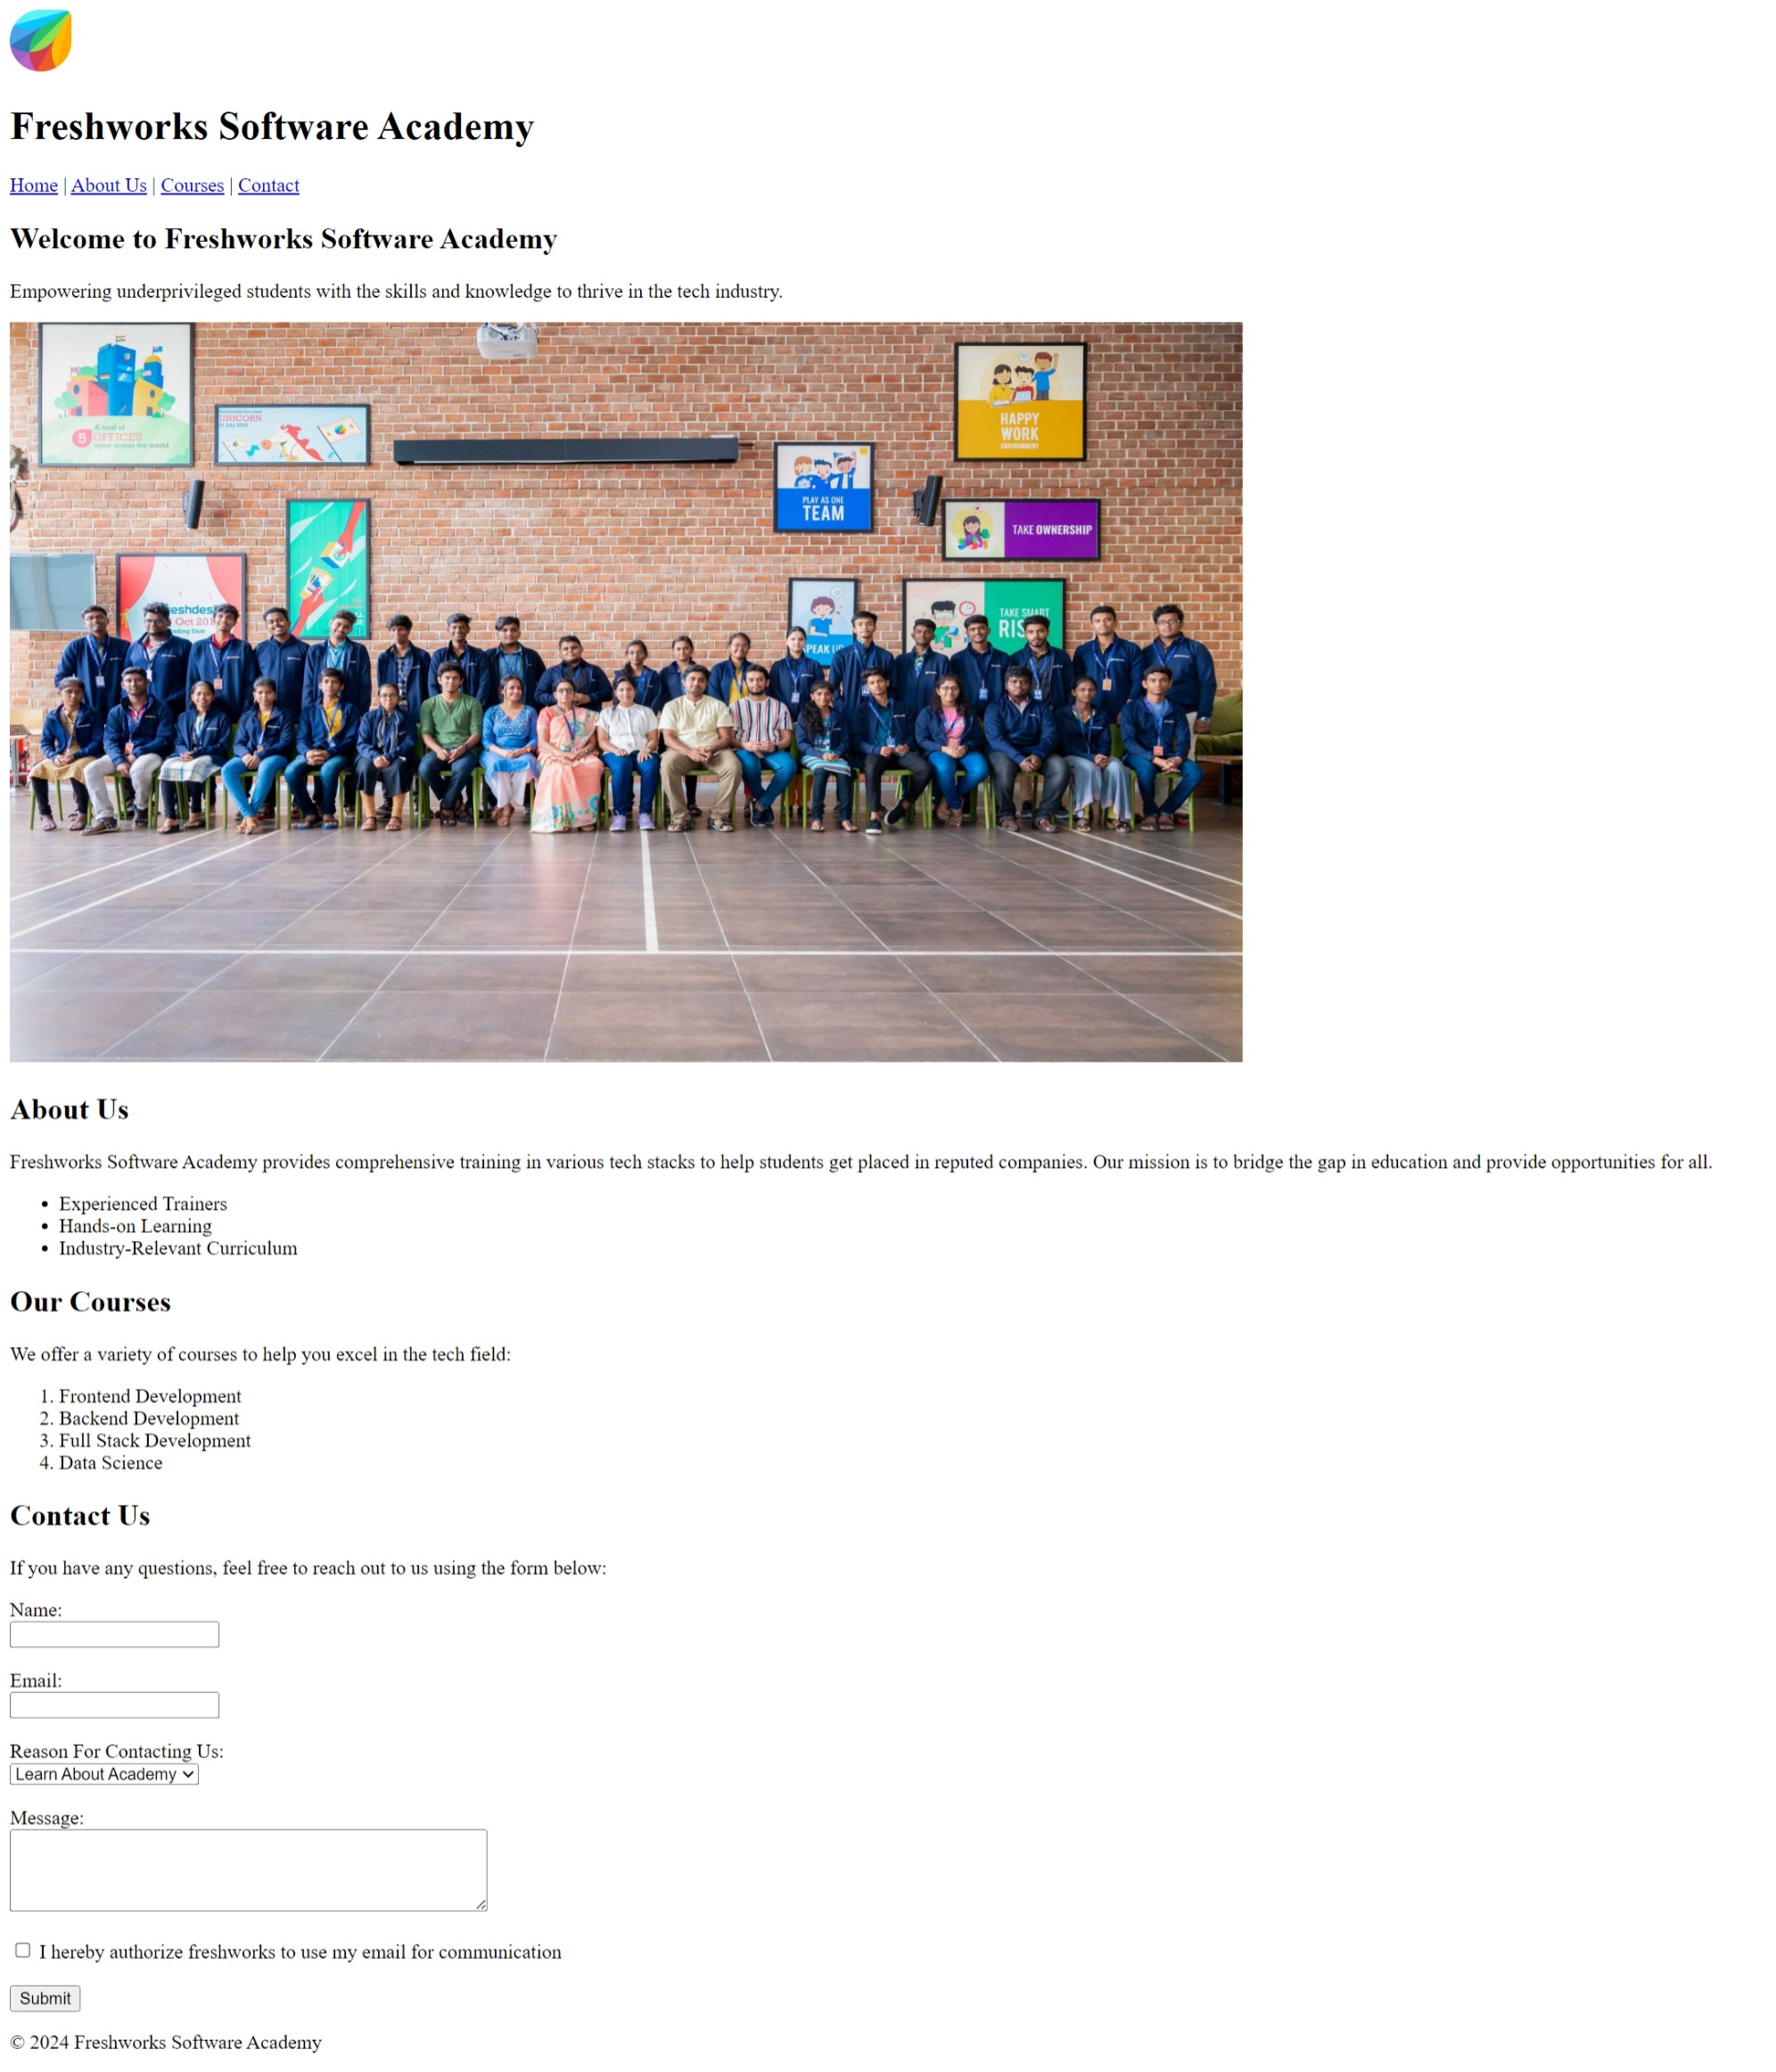 Freshworks Software Academy
Home | About Us | Courses | Contact
Welcome to Freshworks Software Academy
Empowering underprivileged students with the skills and knowledge to thrive in the tech industry.
A total of
5 OFFICES
open across the world
UNICORN
HAPPY
WORK
ENVIRONMENT
PLAY AS ONE
TEAM
TAKE OWNERSHIP
TAKE SMART
About Us
Freshworks Software Academy provides comprehensive training in various tech stacks to help students get placed in reputed companies. Our mission is to bridge the gap in education and provide opportunities for all.
• Experienced Trainers
• Hands-on Learning
• Industry-Relevant Curriculum
Our Courses
We offer a variety of courses to help you excel in the tech field:
1. Frontend Development
2. Backend Development
3. Full Stack Development
4. Data Science
Contact Us
If you have any questions, feel free to reach out to us using the form below:
Name:
Email:
Reason For Contacting Us:
Learn About Academy
Message:
I hereby authorize freshworks to use my email for communication
Submit
© 2024 Freshworks Software Academy